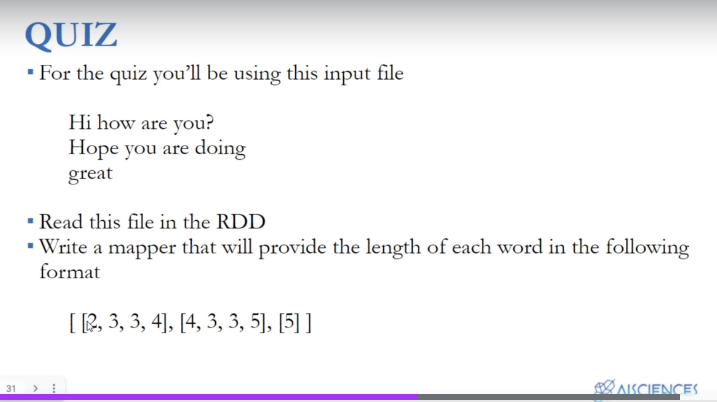 QUIZ
▪ For the quiz you'll be using this input file
Hi how are you?
Hope you are doing
great
▪ Read this file in the RDD
▪ Write a mapper that will provide the length of each word in the following
format
[ [2, 3, 3, 4], [4, 3, 3, 5], [5] ]
31
AISCIENCES